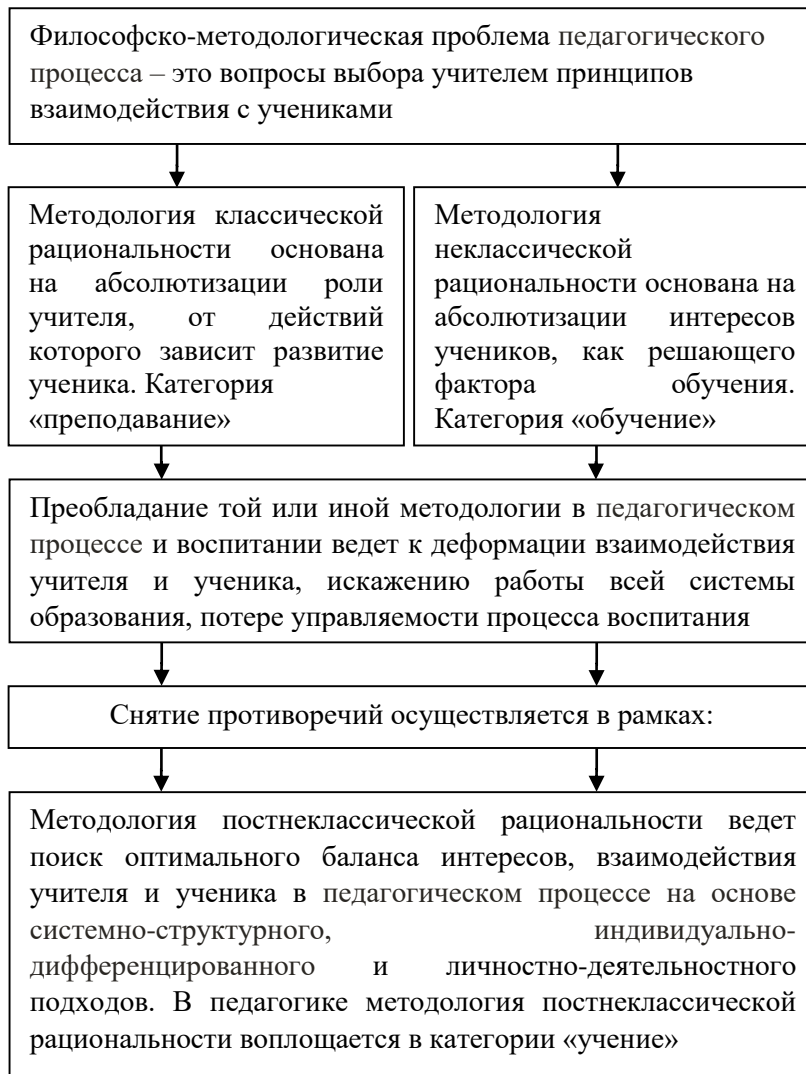 Философско-методологическая проблема педагогического
процесса – это вопросы выбора учителем принципов
взаимодействия с учениками
Методология классической
рациональности основана
на абсолютизации роли
учителя, от действий
которого зависит развитие
ученика. Категория
«преподавание»
Методология
неклассической
рациональности основана на
абсолютизации интересов
учеников, как решающего
фактора обучения.
Категория «обучение»
Преобладание той или иной методологии в педагогическом
процессе и воспитании ведет к деформации взаимодействия
учителя и ученика, искажению работы всей системы
образования, потере управляемости процесса воспитания
Снятие противоречий осуществляется в рамках:
Методология постнеклассической рациональности ведет
поиск оптимального баланса интересов, взаимодействия
учителя и ученика в педагогическом процессе на основе
системно-структурного, индивидуально-
дифференцированного и личностно-деятельностного
подходов. В педагогике методология постнеклассической
рациональности воплощается в категории «учение»